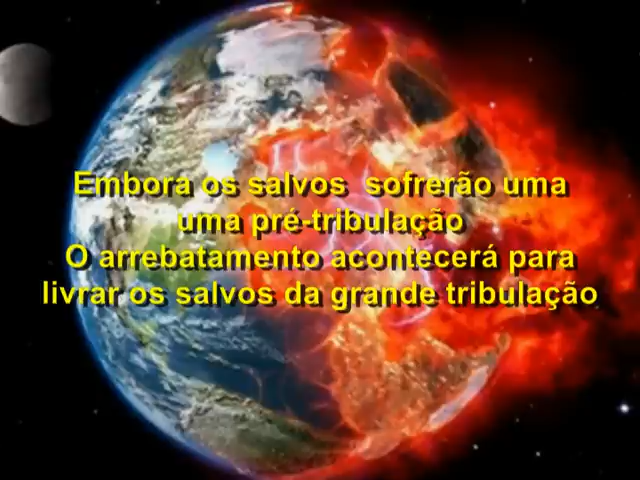 Embora os salvos sofrerão uma
uma pré-tribulação
O arrebatamento acontecerá para
livrar os salvos da grande tribulação